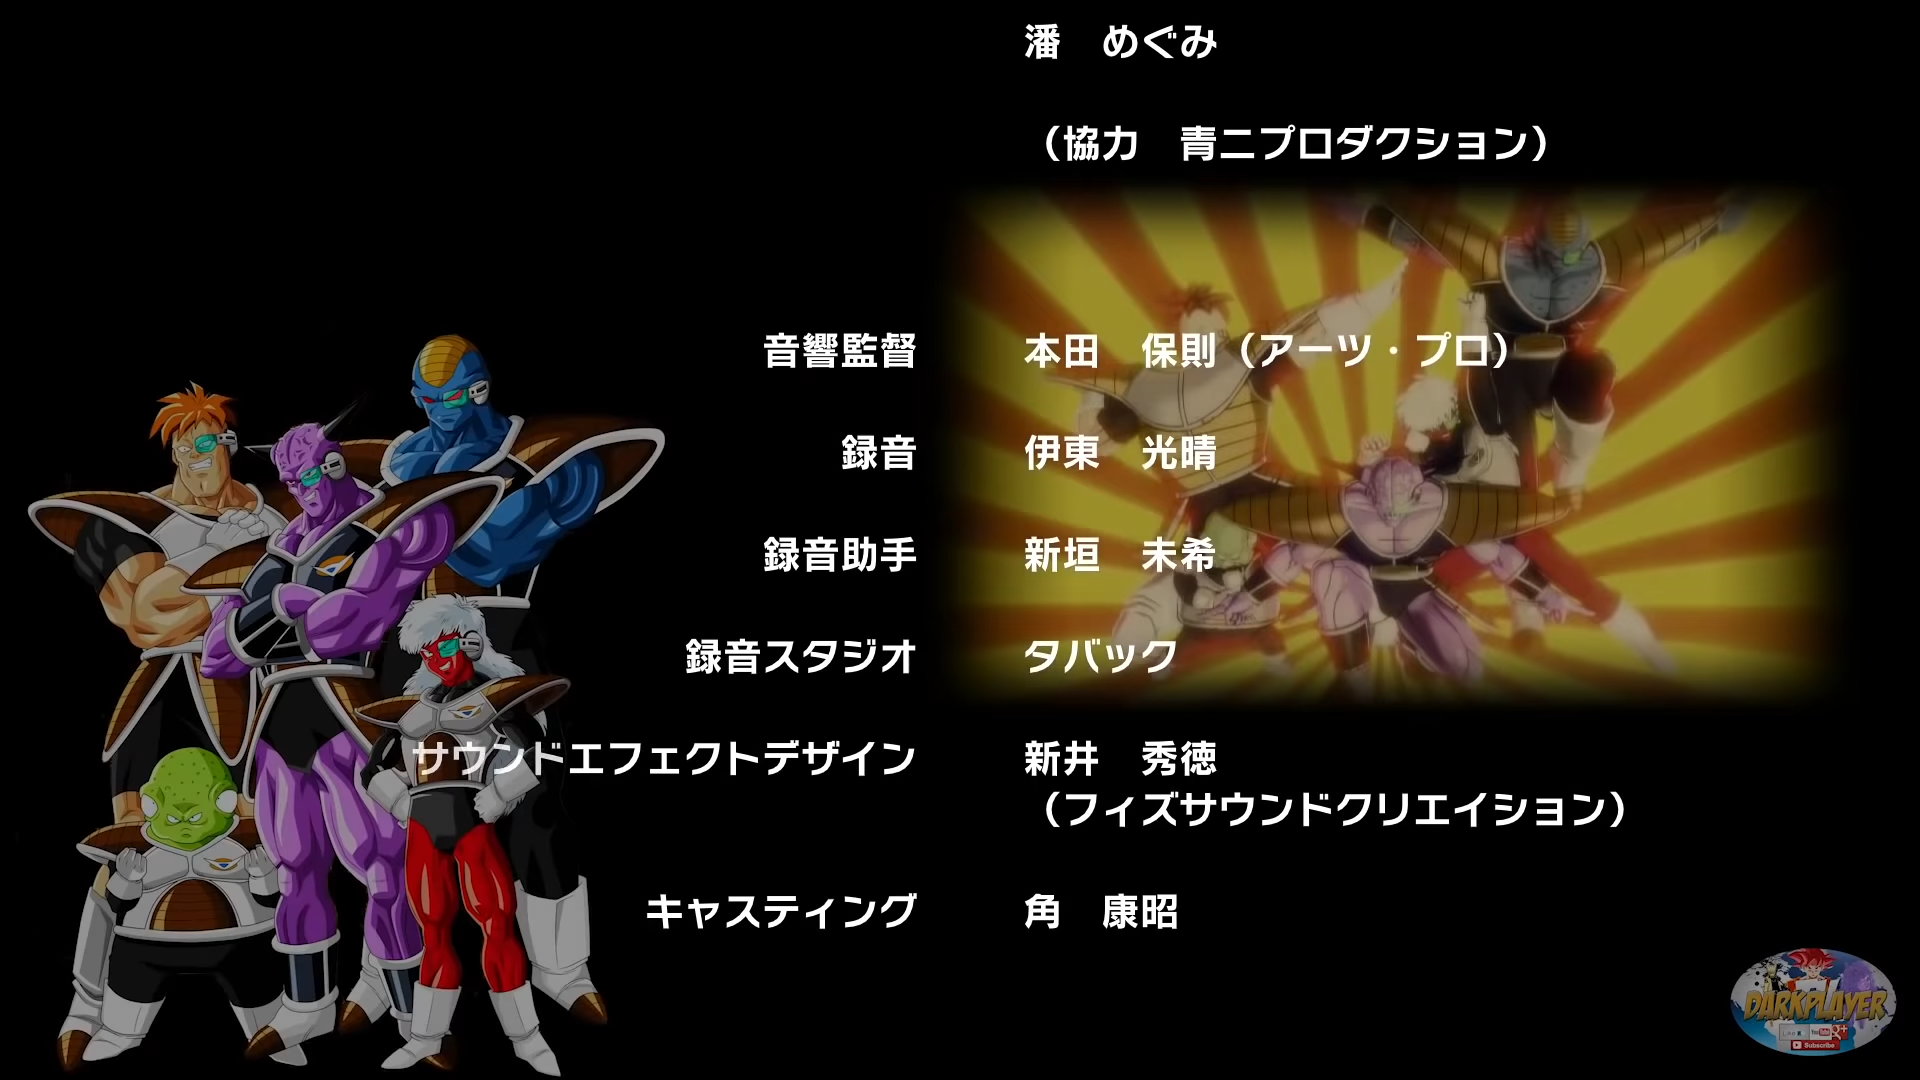 潘　めぐみ
（協力　青二プロダクション）
音響監督　本田　保則（アーツ・プロ）
録音　伊東　光晴
録音助手　新垣　未希
録音スタジオ　タバック
サウンドエフェクトデザイン　新井　秀徳
（フィズサウンドクリエイション）
キャスティング　角　康昭
DARKPLAYER
Subscribe